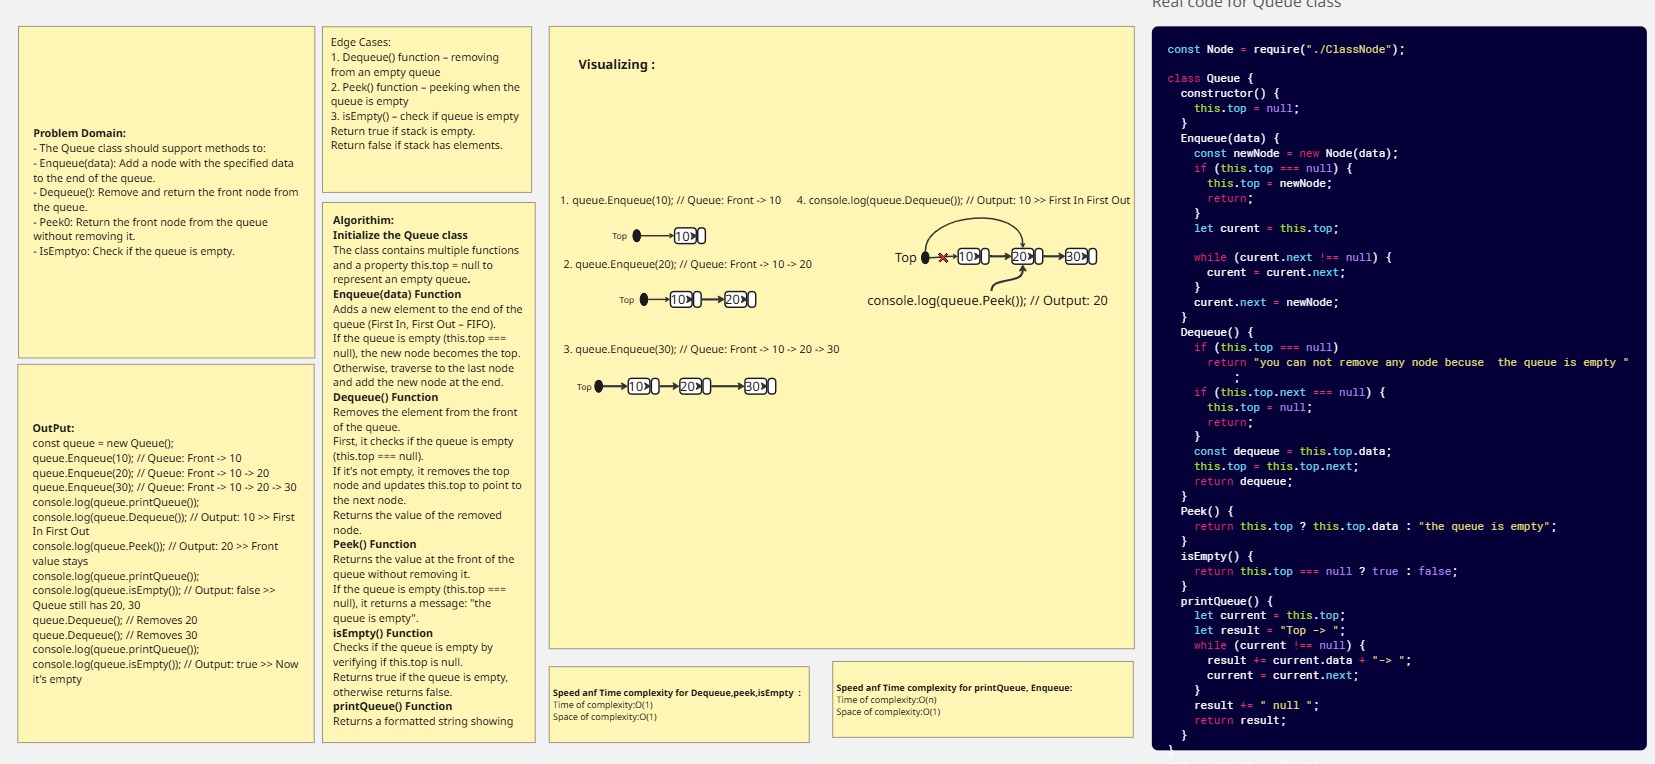 Real code for Queue class
Problem Domain:
- The Queue class should support methods to:
- Enqueue(data): Add a node with the specified data
to the end of the queue.
- Dequeue(): Remove and return the front node from
the queue.
- Peek0: Return the front node from the queue
without removing it.
- IsEmptyo: Check if the queue is empty.
OutPut:
const queue = new Queue();
queue.Enqueue(10); // Queue: Front -> 10
queue.Enqueue(20); // Queue: Front -> 10 -> 20
queue.Enqueue(30); // Queue: Front -> 10 -> 20 -> 30
console.log(queue.printQueue());
console.log(queue.Dequeue()); // Output: 10 >> First
In First Out
console.log(queue.Peek()); // Output: 20 >> Front
value stays
console.log(queue.printQueue());
console.log(queue.isEmpty()); // Output: false >>
Queue still has 20, 30
queue.Dequeue(); // Removes 20
queue.Dequeue(); // Removes 30
console.log(queue.printQueue());
console.log(queue.isEmpty()); // Output: true >> Now
it's empty
Edge Cases:
1. Dequeue() function – removing
from an empty queue
2. Peek() function – peeking when the
queue is empty
3. isEmpty() – check if queue is empty
Return true if stack is empty.
Return false if stack has elements.
Algorithim:
Initialize the Queue class
The class contains multiple functions
and a property this.top = null to
represent an empty queue.
Enqueue(data) Function
Adds a new element to the end of the
queue (First In, First Out – FIFO).
If the queue is empty (this.top ===
null), the new node becomes the top.
Otherwise, traverse to the last node
and add the new node at the end.
Dequeue() Function
Removes the element from the front
of the queue.
First, it checks if the queue is empty
(this.top === null).
If it's not empty, it removes the top
node and updates this.top to point to
the next node.
Returns the value of the removed
node.
Peek() Function
Returns the value at the front of the
queue without removing it.
If the queue is empty (this.top ===
null), it returns a message: "the
queue is empty".
isEmpty() Function
Checks if the queue is empty by
verifying if this.top is null.
Returns true if the queue is empty,
otherwise returns false.
printQueue() Function
Returns a formatted string showing
Visualizing :
1. queue.Enqueue(10); // Queue: Front -> 10
Top 10
2. queue.Enqueue(20); // Queue: Front -> 10 -> 20
Top 10 20
3. queue.Enqueue(30); // Queue: Front -> 10 -> 20 -> 30
Top 10 20 30
4. console.log(queue.Dequeue()); // Output: 10 >> First In First Out
Top 10 20 30
console.log(queue.Peek()); // Output: 20
Speed anf Time complexity for Dequeue,peek,isEmpty :
Time of complexity:O(1)
Space of complexity:O(1)
Speed anf Time complexity for printQueue, Enqueue:
Time of complexity:O(n)
Space of complexity:O(1)
const Node = require("./ClassNode");
class Queue {
constructor() {
this.top = null;
}
Enqueue(data) {
const newNode = new Node(data);
if (this.top === null) {
this.top = newNode;
return;
}
let curent = this.top;
while (curent.next !== null) {
curent = curent.next;
}
curent.next = newNode;
}
Dequeue() {
if (this.top === null)
return "you can not remove any node becuse  the queue is empty "
;
if (this.top.next === null) {
this.top = null;
return;
}
const dequeue = this.top.data;
this.top = this.top.next;
return dequeue;
}
Peek() {
return this.top ? this.top.data : "the queue is empty";
}
isEmpty() {
return this.top === null ? true : false;
}
printQueue() {
let current = this.top;
let result = "Top -> ";
while (current !== null) {
result += current.data + "-> ";
current = current.next;
}
result += " null ";
return result;
}
}